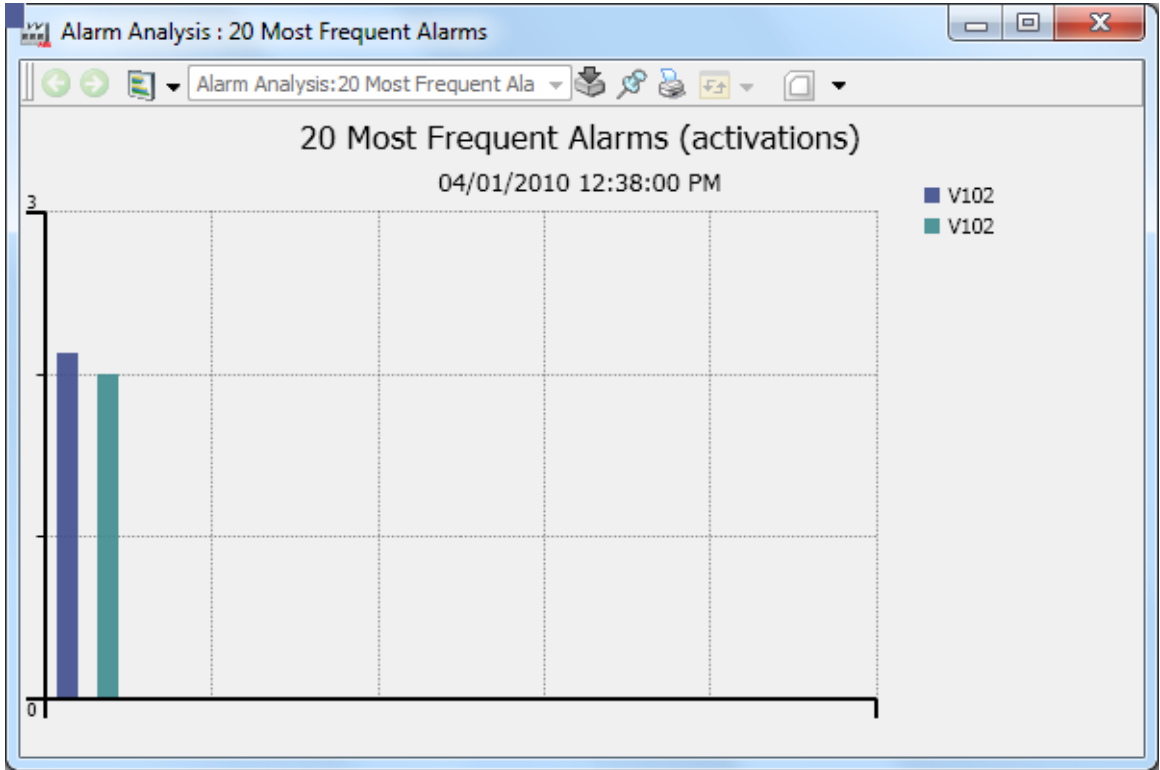 Alarm Analysis : 20 Most Frequent Alarms
Alarm Analysis:20 Most Frequent Ala
20 Most Frequent Alarms (activations)
04/01/2010 12:38:00 PM
3
V102
V102
0